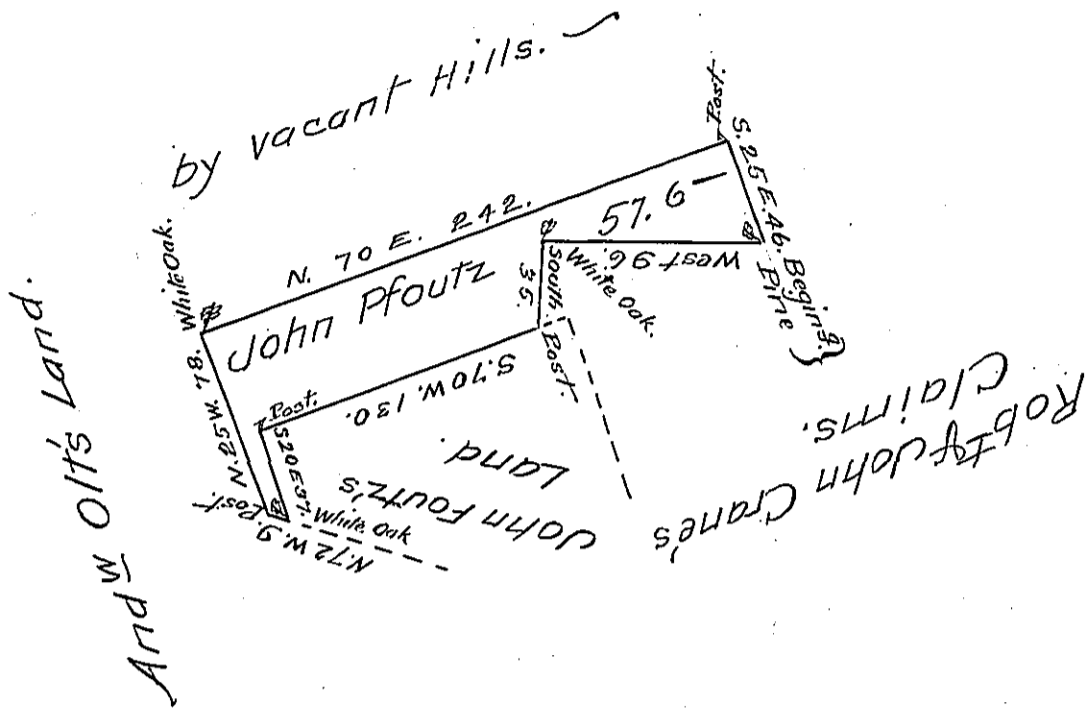 by vacant Hills.
Andw Olt's Land.
White Oak.
N. 70 E. 242.
Post.
S. 25 E. 46.
Begin.g
Pine
57. 6
West 96.
White Oak.
South
35.
Post.
John Pfoutz
S. 70 W. 130.
Post.
S 20 E 37.
White Oak
N. 72 W. 9.
Post.
N. 25 W. 78.
John Foutz's
Land.
Robt & John Crane's
Claims.